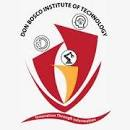 DON BOSCO INSTITUTE OF TECHNOLOGY
Innovation Through Information